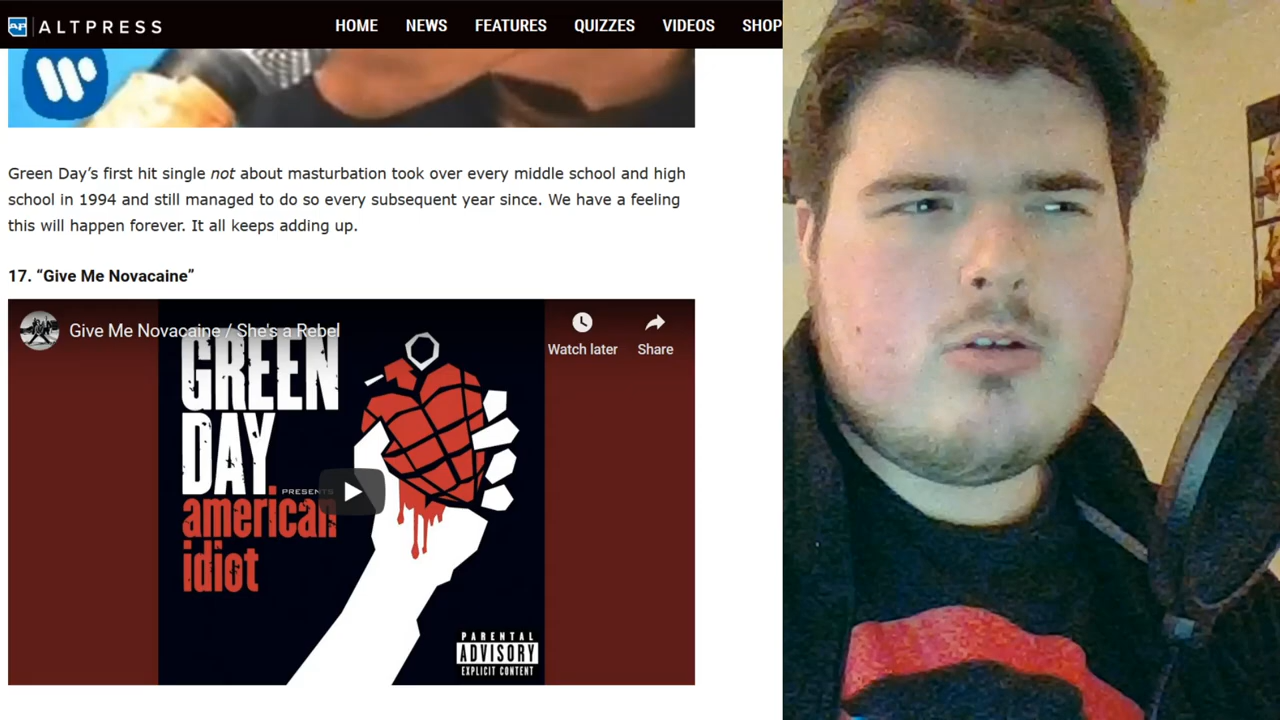 AP ALTPRESS HOME NEWS FEATURES QUIZZES VIDEOS SHOP
Green Day’s first hit single not about masturbation took over every middle school and high
school in 1994 and still managed to do so every subsequent year since. We have a feeling
this will happen forever. It all keeps adding up.
17. “Give Me Novacaine”
Give Me Novacaine / She's a Rebel
Watch later Share
GREEN
DAY
PRESENTS
american
idiot
PARENTAL
ADVISORY
EXPLICIT CONTENT